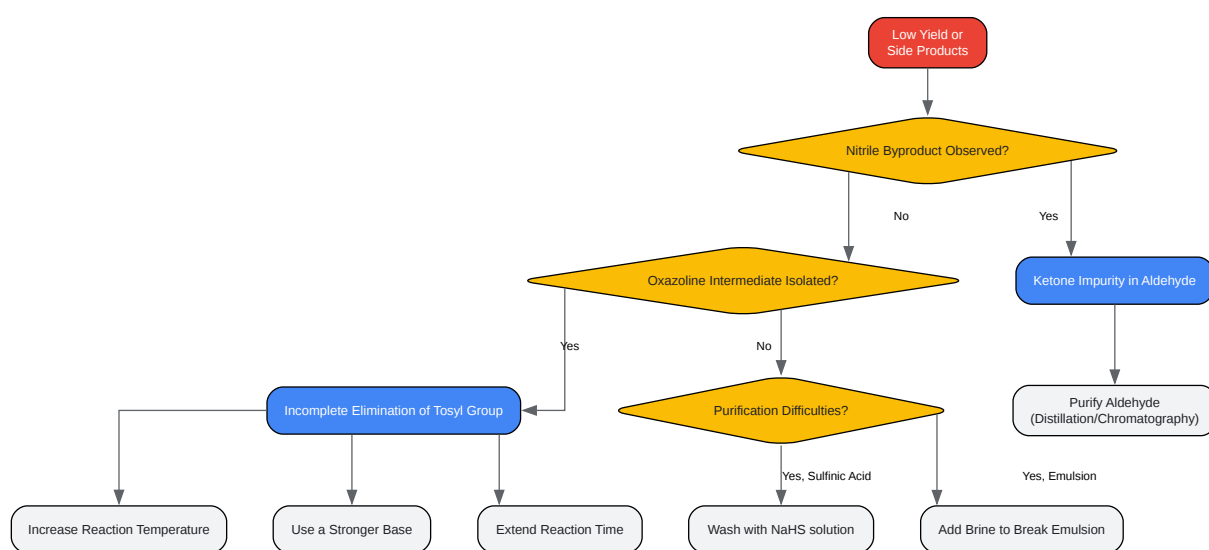 Low Yield or
Side Products
Nitrile Byproduct Observed?
No
Yes
Oxazoline Intermediate Isolated?
Ketone Impurity in Aldehyde
Yes
No
Incomplete Elimination of Tosyl Group
Purification Difficulties?
Purify Aldehyde
(Distillation/Chromatography)
Yes, Sulfinic Acid
Yes, Emulsion
Increase Reaction Temperature
Use a Stronger Base
Extend Reaction Time
Wash with NaHS solution
Add Brine to Break Emulsion